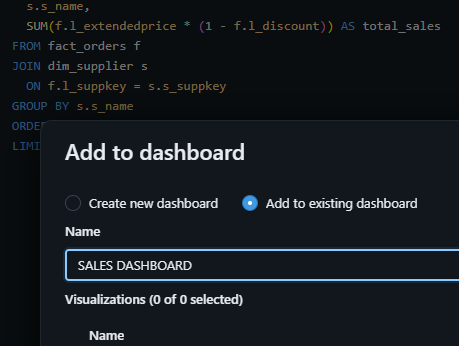 s.s_name,
SUM(f.l_extendedprice * (1 - f.l_discount)) AS total_sales
FROM fact_orders f
JOIN dim_supplier s
ON f.l_suppkey = s.s_suppkey
GROUP BY s.s_name
ORDE
LIMI
Add to dashboard
Create new dashboard
Add to existing dashboard
Name
SALES DASHBOARD
Visualizations (0 of 0 selected)
Name